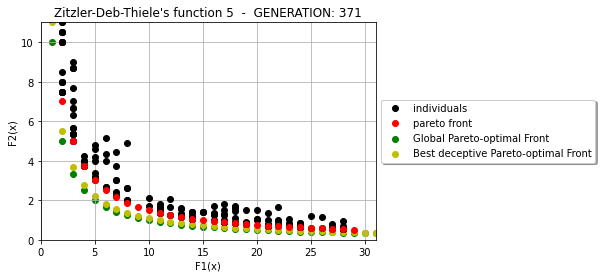 Zitzler-Deb-Thiele's function 5 - GENERATION: 371
10
8
6
4
2
0
F2(x)
0 5 10 15 20 25 30
F1(x)
individuals
pareto front
Global Pareto-optimal Front
Best deceptive Pareto-optimal Front